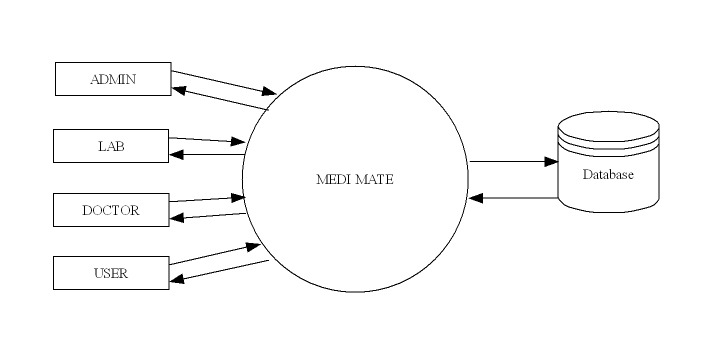 ADMIN
LAB
DOCTOR
USER
MEDI MATE
Database